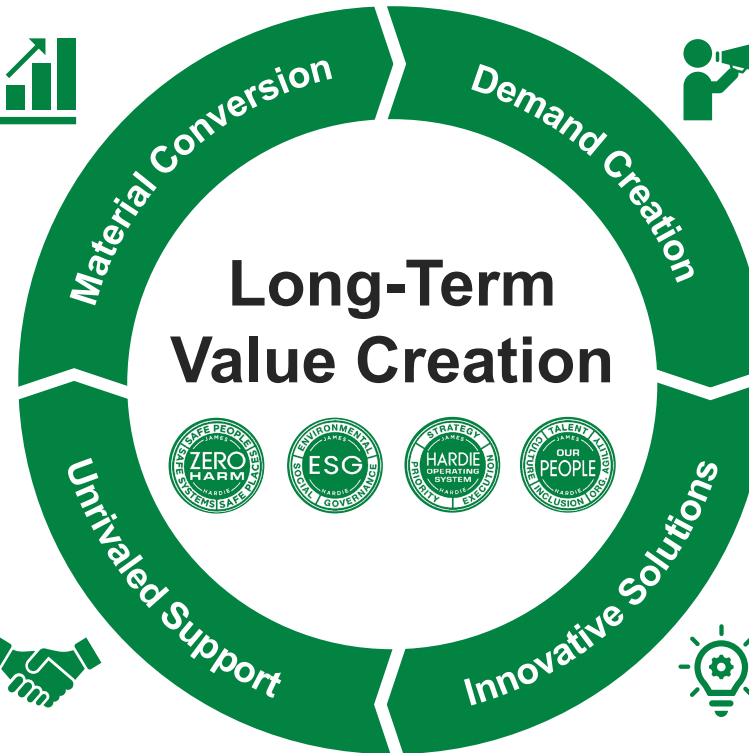 Material Conversion
Demand Creation
Long-Term
Value Creation
SAFE PEOPLE
SAFE PLACES
SAFE SYSTEMS
JAMES
ZERO
HARM
HARDIE
ENVIRONMENTAL
SOCIAL
GOVERNANCE
JAMES
ESG
HARDIE
STRATEGY
PRIORITY
EXECUTION
JAMES
HARDIE
OPERATING
SYSTEM
HARDIE
TALENT
CULTURE
INCLUSION
ORG. AGILITY
JAMES
OUR
PEOPLE
HARDIE
Unrivaled Support
Innovative Solutions